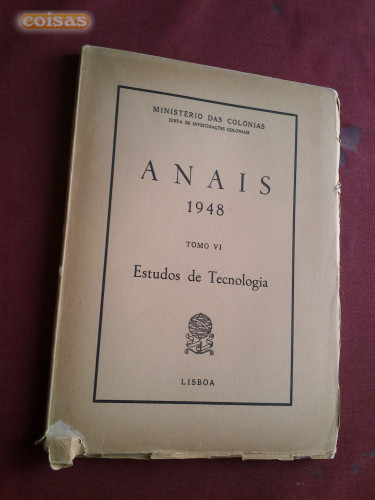 coisas
MINISTÉRIO DAS COLÓNIAS
JUNTA DE INVESTIGAÇÕES COLONIAIS
ANAIS
1948
TOMO VI
Estudos de Tecnologia
LISBOA